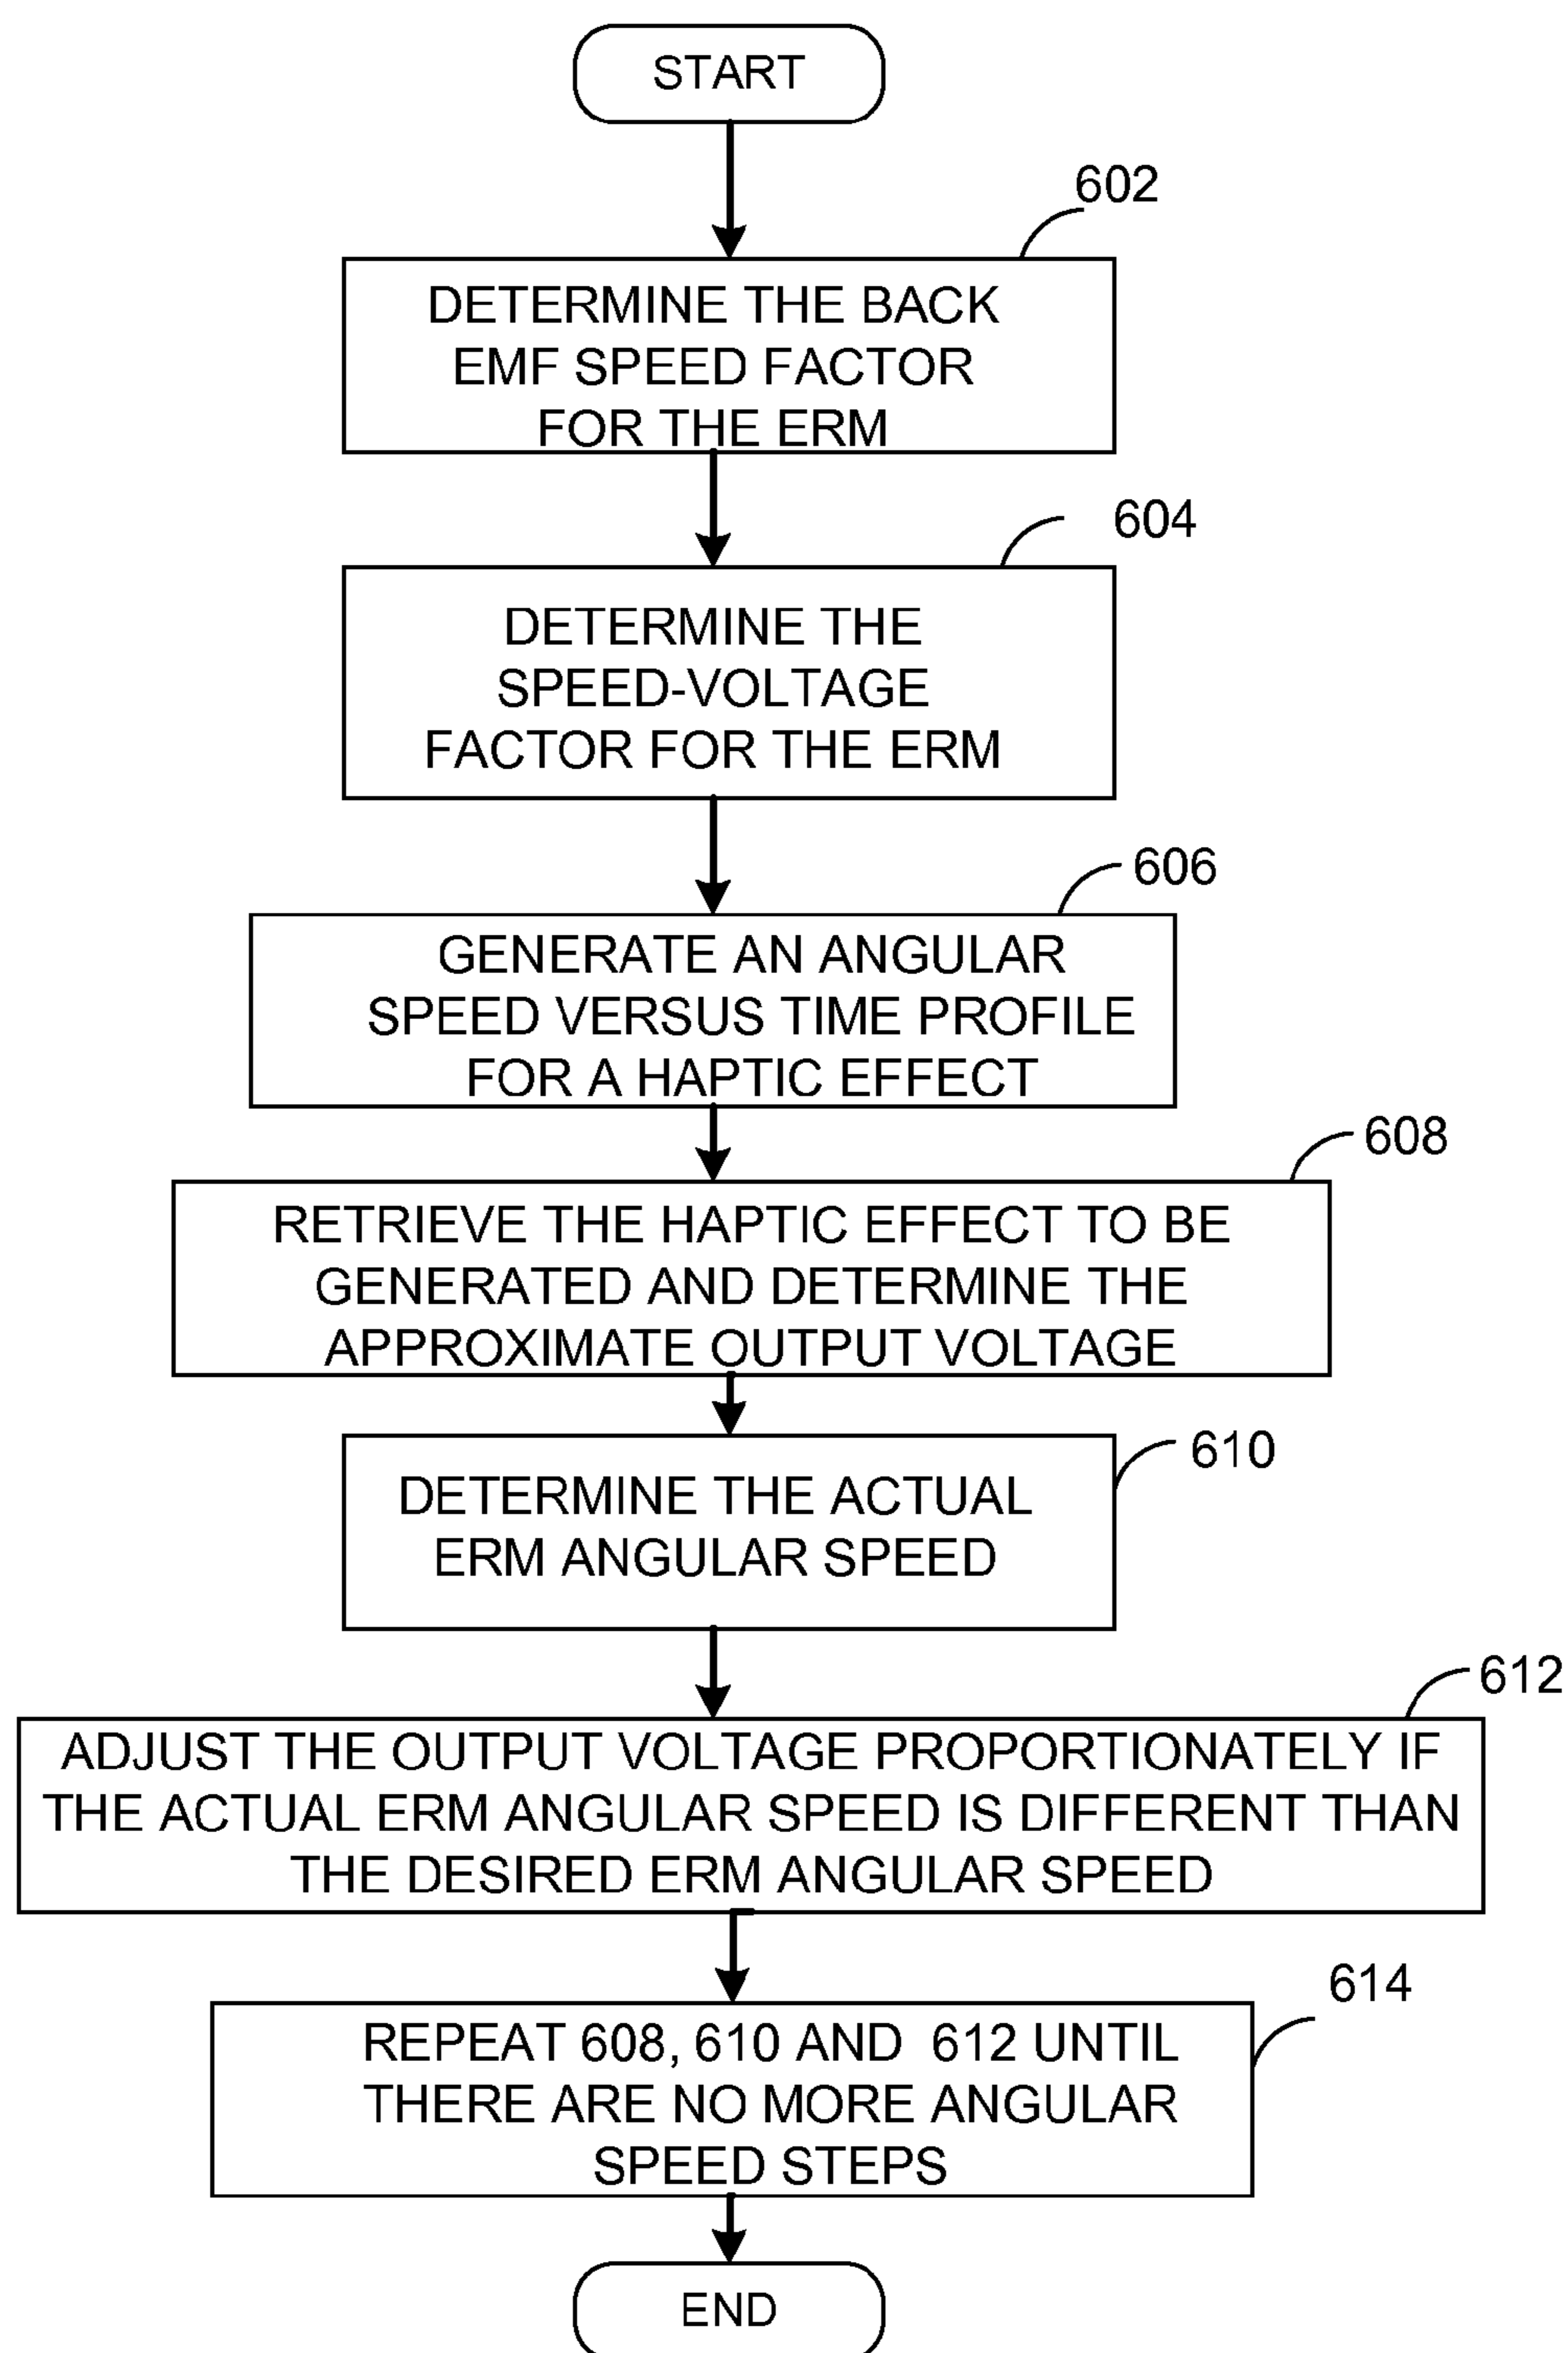 START
602
DETERMINE THE BACK
EMF SPEED FACTOR
FOR THE ERM
604
DETERMINE THE
SPEED-VOLTAGE
FACTOR FOR THE ERM
606
GENERATE AN ANGULAR
SPEED VERSUS TIME PROFILE
FOR A HAPTIC EFFECT
608
RETRIEVE THE HAPTIC EFFECT TO BE
GENERATED AND DETERMINE THE
APPROXIMATE OUTPUT VOLTAGE
610
DETERMINE THE ACTUAL
ERM ANGULAR SPEED
612
ADJUST THE OUTPUT VOLTAGE PROPORTIONATELY IF
THE ACTUAL ERM ANGULAR SPEED IS DIFFERENT THAN
THE DESIRED ERM ANGULAR SPEED
614
REPEAT 608, 610 AND 612 UNTIL
THERE ARE NO MORE ANGULAR
SPEED STEPS
END